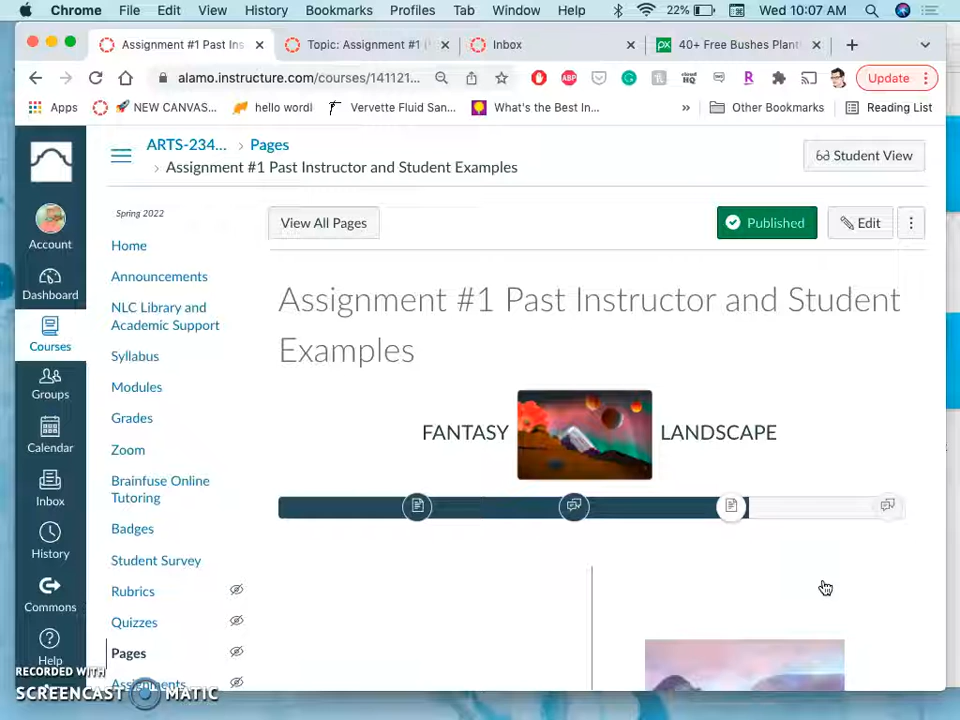 Chrome File Edit View History Bookmarks Profiles Tab Window Help 22% Wed 10:07 AM
Assignment #1 Past Ins Topic: Assignment #1 ( Inbox 40+ Free Bushes Plant
alamo.instructure.com/courses/141121... ABP Update
Apps NEW CANVAS... hello wordl Vervette Fluid San... What's the Best In... » Other Bookmarks Reading List
ARTS-234... › Pages
› Assignment #1 Past Instructor and Student Examples
Student View
Spring 2022
View All Pages
Published
Edit
Account
Dashboard
Courses
Groups
Calendar
Inbox
History
Commons
Help
Home
Announcements
NLC Library and
Academic Support
Syllabus
Modules
Grades
Zoom
Brainfuse Online
Tutoring
Badges
Student Survey
Rubrics
Quizzes
Pages
Assignments
Assignment #1 Past Instructor and Student
Examples
FANTASY LANDSCAPE
RECORDED WITH
SCREENCAST MATIC